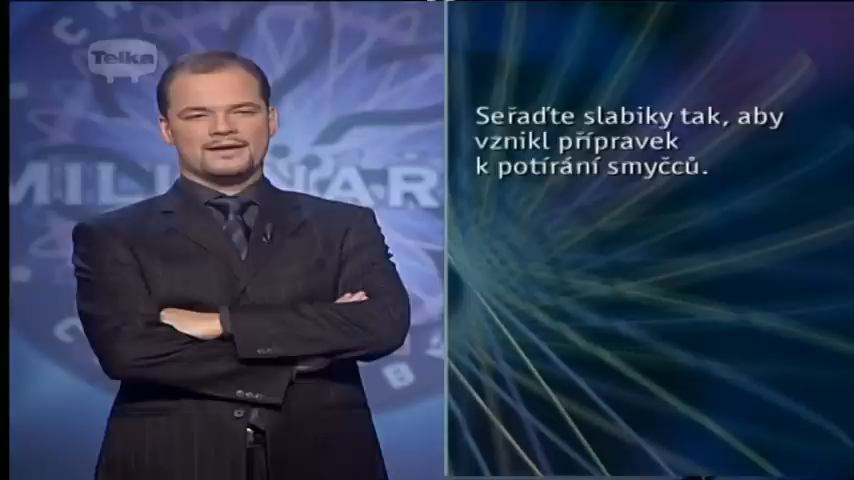 Telka
MILIONÁŘ
Seřaďte slabiky tak, aby
vznikl přípravek
k potírání smyčců.